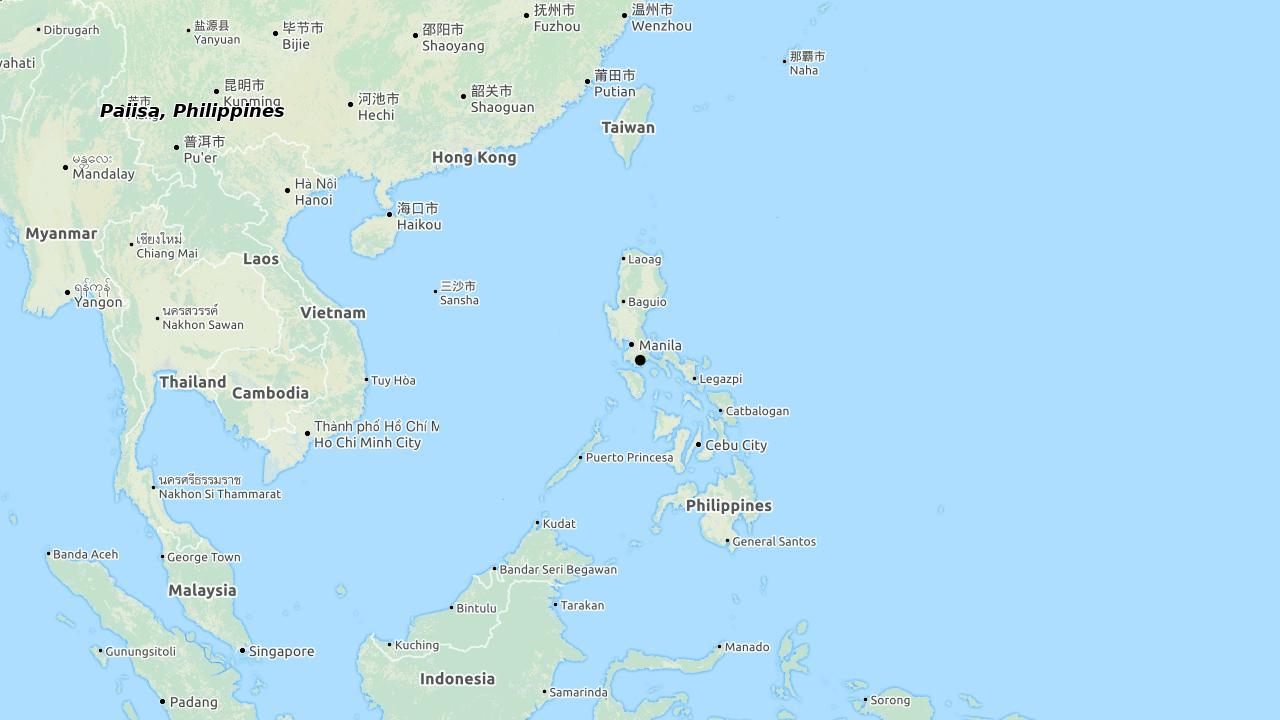 抚州市
Fuzhou
温州市
Wenzhou
Dibrugarh
盐源县
Yanyuan
毕节市
Bijie
邵阳市
Shaoyang
那霸市
Naha
昆明市
Kunming
莆田市
Putian
韶关市
Shaoguan
河池市
Hechi
Paiisa, Philippines
Taiwan
普洱市
Pu'er
မန္တလေး
Mandalay
Hong Kong
Hà Nội
Hanoi
海口市
Haikou
Myanmar
เชียงใหม่
Chiang Mai
Laos
Laoag
ရန်ကုန်
Yangon
三沙市
Sansha
Baguio
นครสวรรค์
Nakhon Sawan
Vietnam
Manila
Thailand
Cambodia
Tuy Hòa
Legazpi
Catbalogan
Thành phố Hồ Chí M
Ho Chi Minh City
Cebu City
Puerto Princesa
นครศรีธรรมราช
Nakhon Si Thammarat
Philippines
Kudat
General Santos
Banda Aceh
George Town
Bandar Seri Begawan
Malaysia
Bintulu
Tarakan
Kuching
Manado
Gunungsitoli
Singapore
Indonesia
Samarinda
Padang
Sorong